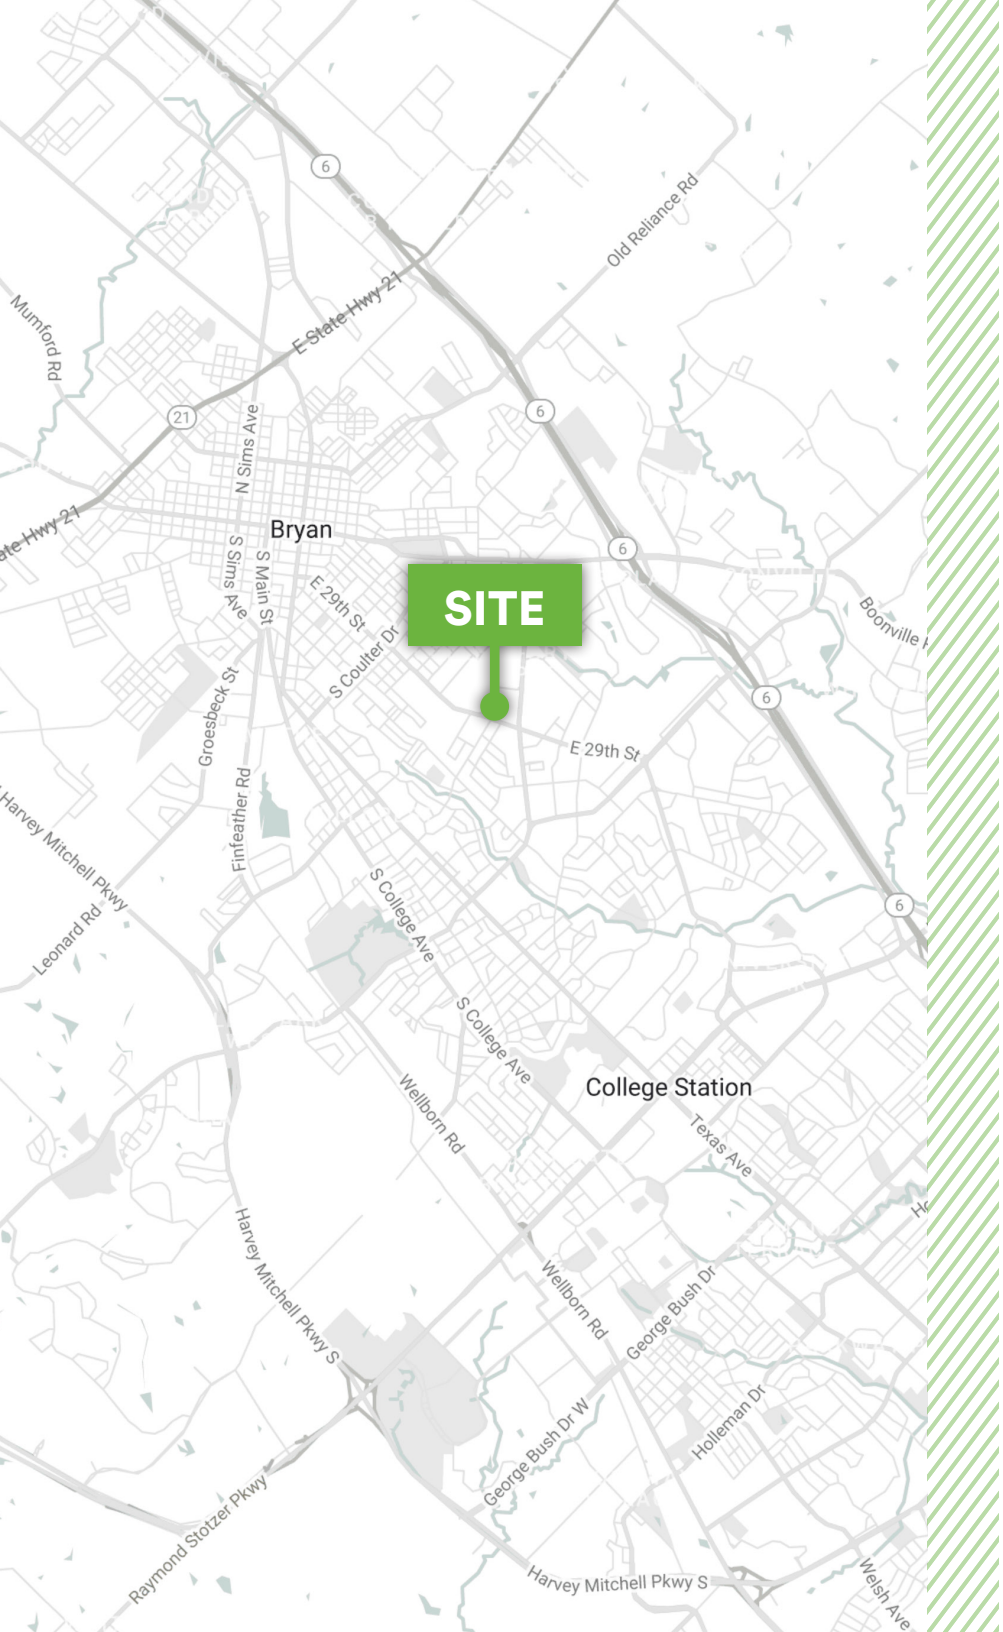 6
Old Reliance Rd
E State Hwy 21
Mumford Rd
6
21
N Sims Ave
ate Hwy 21
Bryan
6
S Sims Ave
S Main St
E 29th St
SITE
Boonville
S Coulter Dr
Groesbeck St
6
E 29th St
Finfeather Rd
Harvey Mitchell Pkwy
S College Ave
6
Leonard Rd
S College Ave
College Station
Wellborn Rd
Texas Ave
Harvey Mitchell Pkwy S
Wellborn Rd
George Bush Dr
George Bush Dr W
Holleman Dr
Raymond Stotzer Pkwy
Harvey Mitchell Pkwy S
Welsh Ave